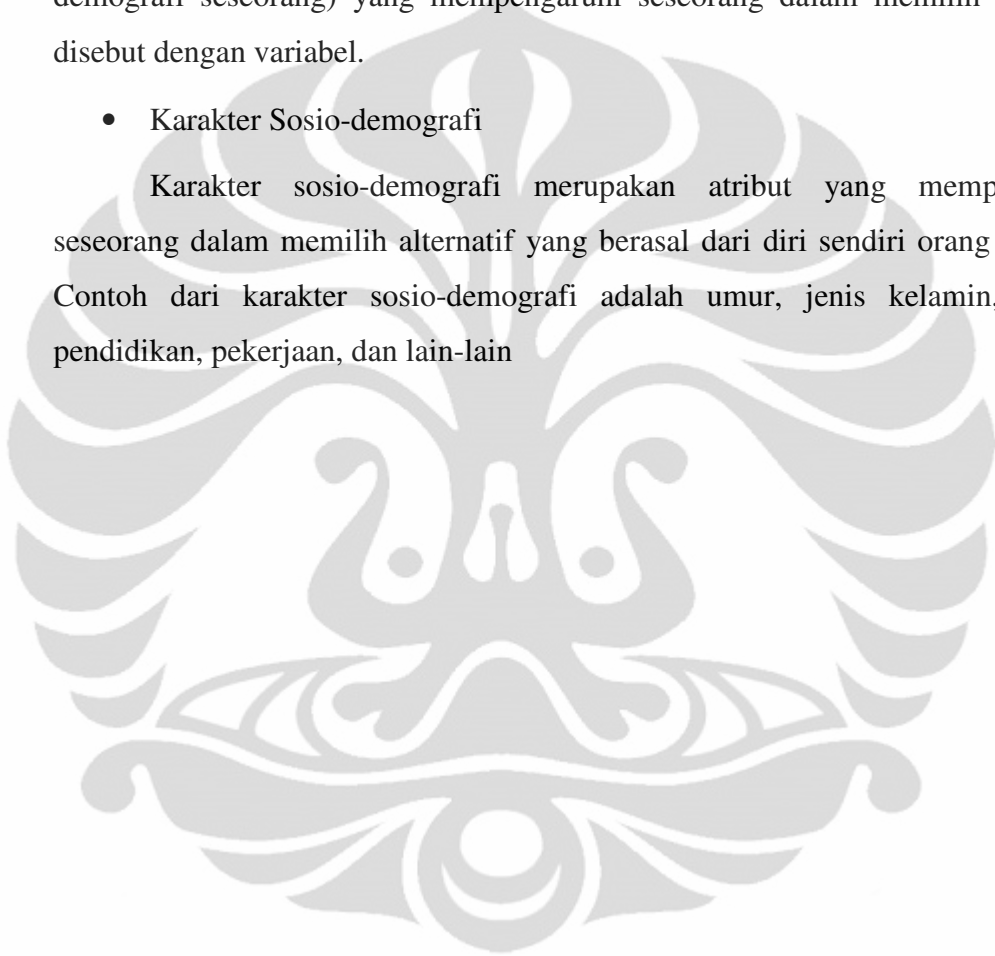 demografi seseorang) yang mempengaruhi seseorang dalam memilih
disebut dengan variabel.
• Karakter Sosio-demografi
Karakter sosio-demografi merupakan atribut yang
seseorang dalam memilih alternatif yang berasal dari diri sendiri orang
Contoh dari karakter sosio-demografi adalah umur, jenis kelamin,
pendidikan, pekerjaan, dan lain-lain